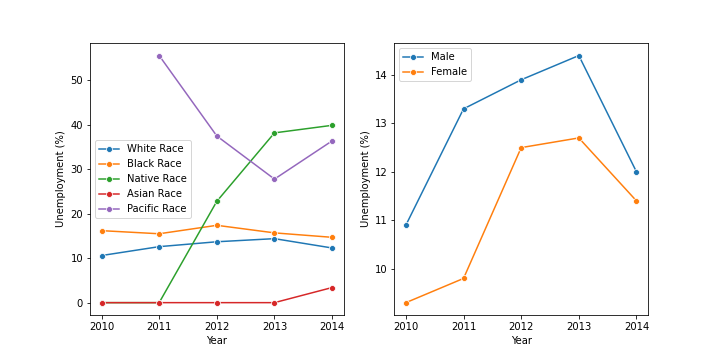 Unemployment (%)
50
40
30
20
10
0
White Race
Black Race
Native Race
Asian Race
Pacific Race
2010 2011 2012 2013 2014
Year
Unemployment (%)
14
13
12
11
10
Male
Female
2010 2011 2012 2013 2014
Year